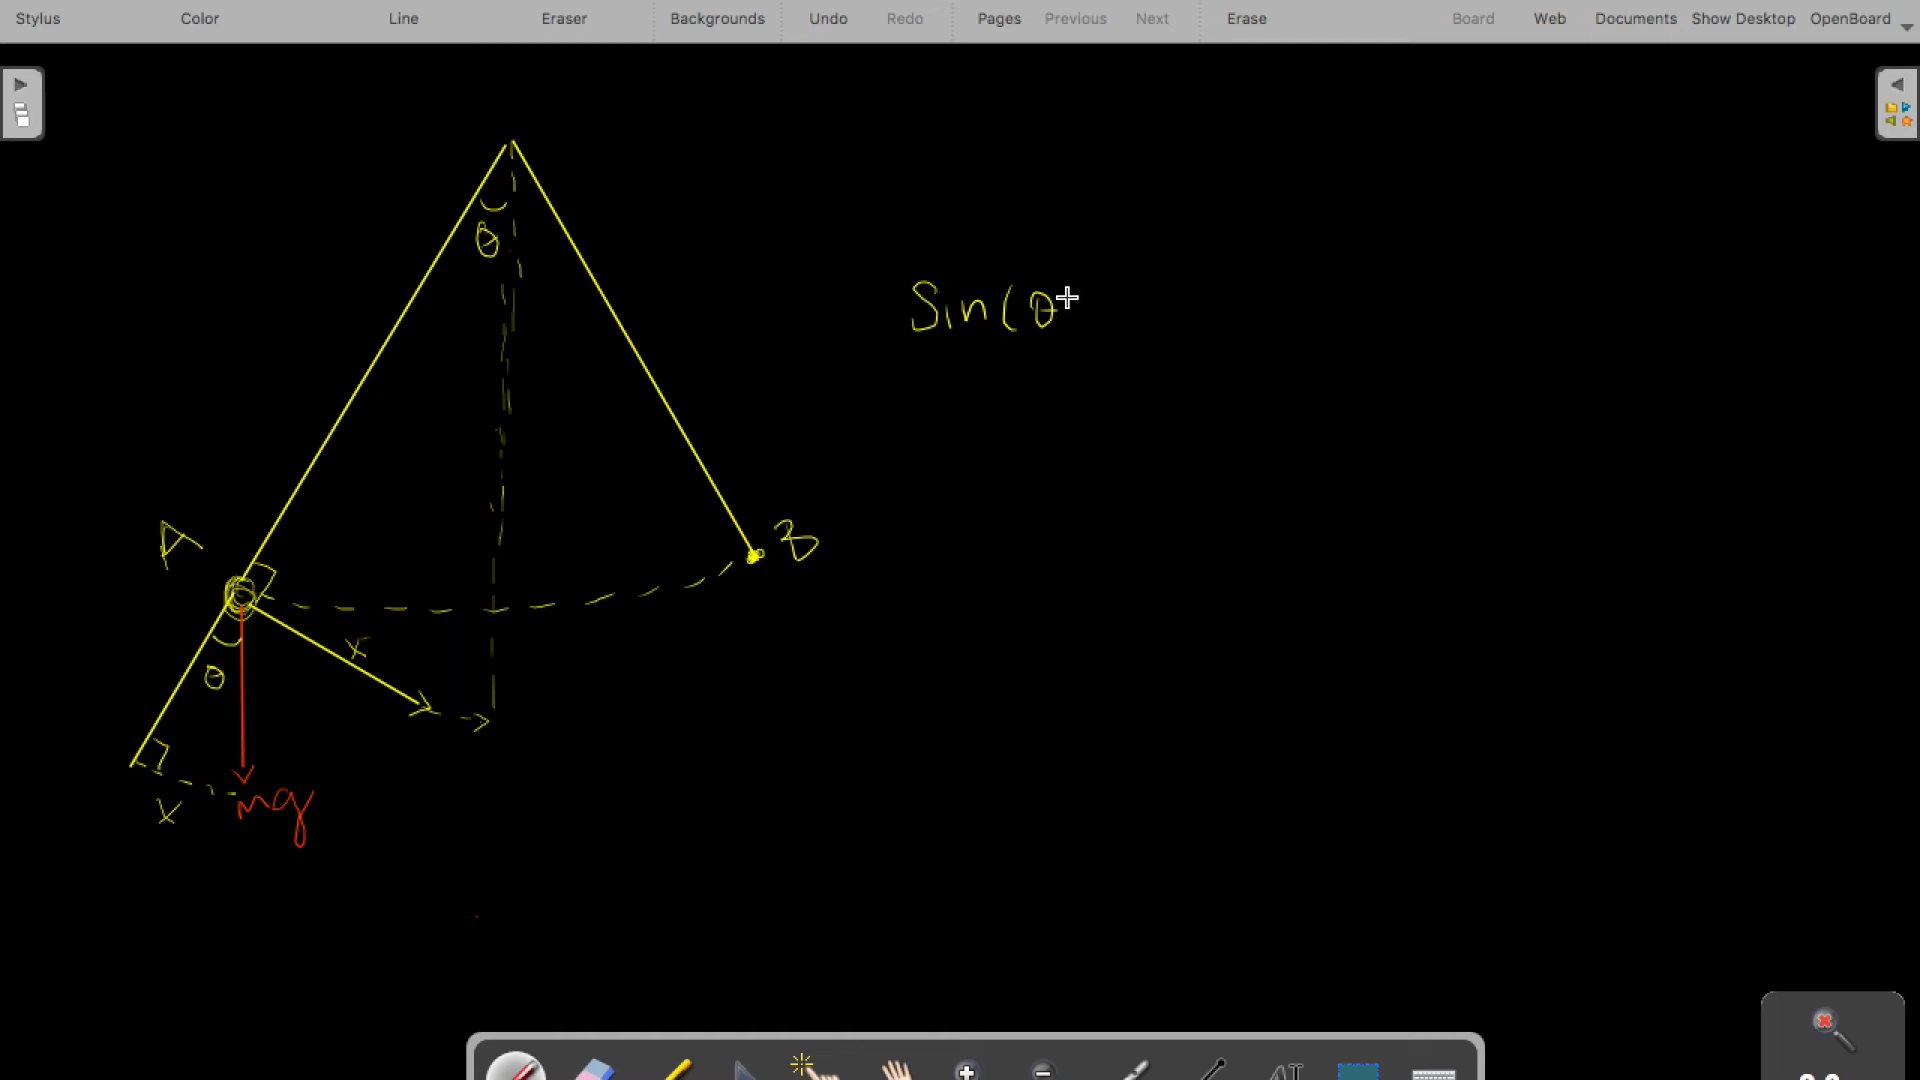 Stylus Color Line Eraser Backgrounds Undo Redo Pages Previous Next Erase Board Web Documents Show Desktop OpenBoard
θ
Sin(θ
A
B
x
θ
x
mg